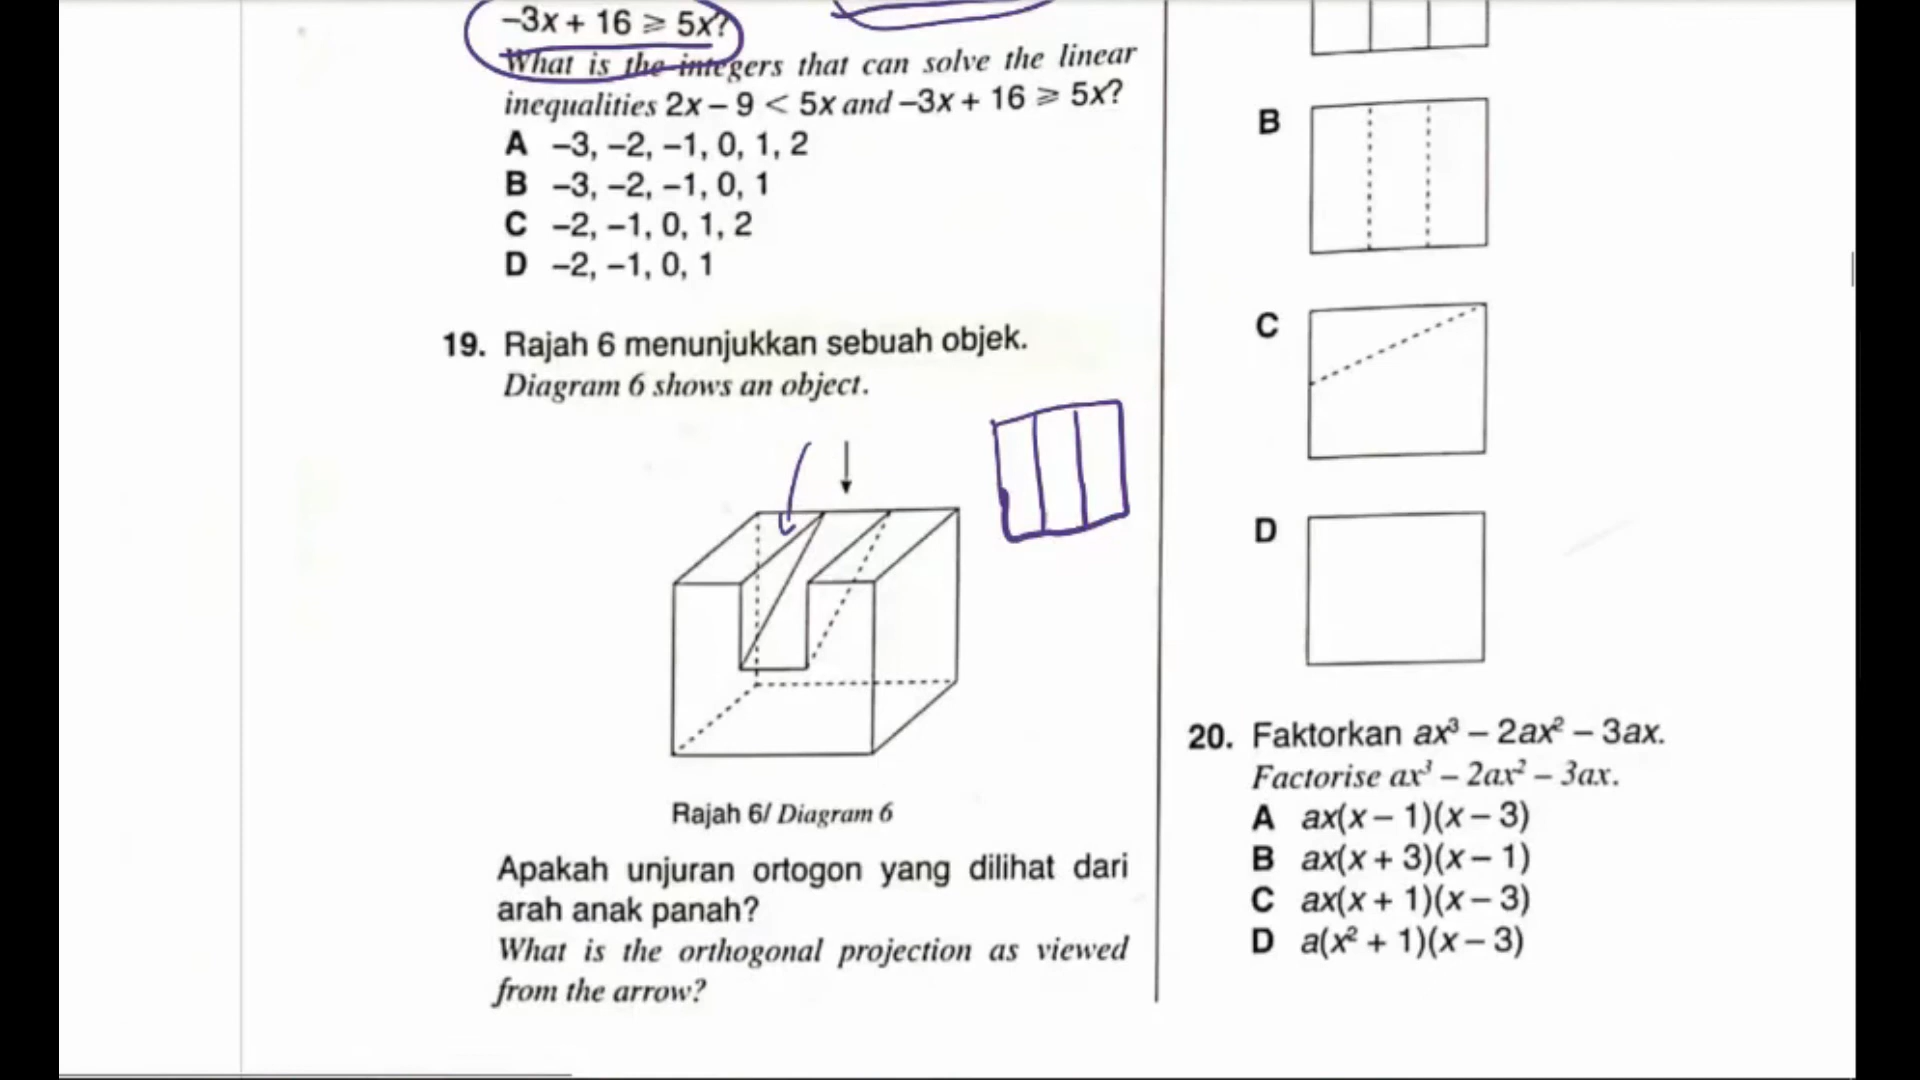 −3x + 16 ⩾ 5x?
What is the integers that can solve the linear
inequalities 2x − 9 < 5x and −3x + 16 ⩾ 5x?
A −3, −2, −1, 0, 1, 2
B −3, −2, −1, 0, 1
C −2, −1, 0, 1, 2
D −2, −1, 0, 1
19. Rajah 6 menunjukkan sebuah objek.
Diagram 6 shows an object.
Rajah 6/ Diagram 6
Apakah unjuran ortogon yang dilihat dari
arah anak panah?
What is the orthogonal projection as viewed
from the arrow?
B
C
D
20. Faktorkan ax³ − 2ax² − 3ax.
Factorise ax³ − 2ax² − 3ax.
A ax(x − 1)(x − 3)
B ax(x + 3)(x − 1)
C ax(x + 1)(x − 3)
D a(x² + 1)(x − 3)